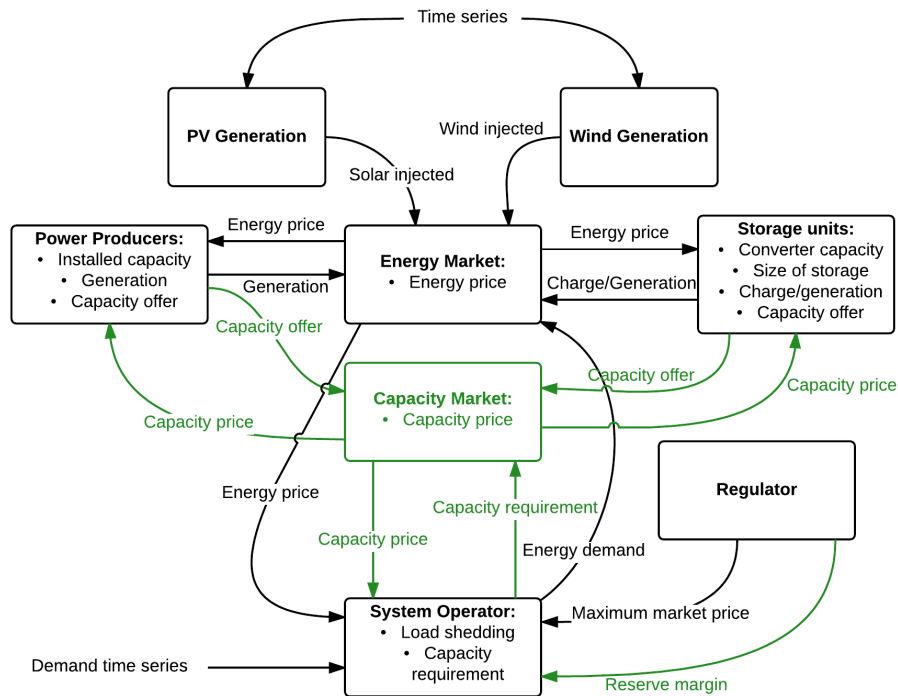 Time series
PV Generation
Wind injected
Wind Generation
Solar injected
Power Producers:
• Installed capacity
• Generation
• Capacity offer
Energy price
Generation
Energy Market:
• Energy price
Energy price
Charge/Generation
Storage units:
• Converter capacity
• Size of storage
• Charge/generation
• Capacity offer
Capacity offer
Capacity Market:
• Capacity price
Capacity offer
Capacity price
Capacity price
Energy price
Capacity requirement
Regulator
Capacity price
Energy demand
System Operator:
• Load shedding
• Capacity
requirement
Maximum market price
Demand time series
Reserve margin